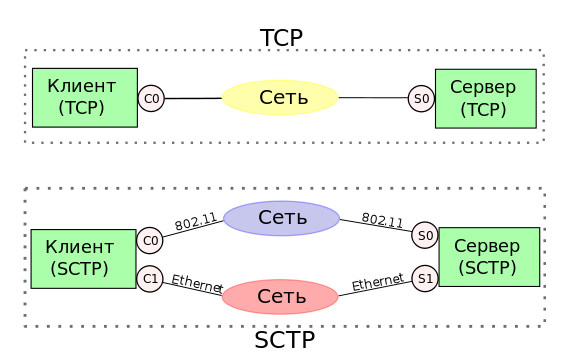 TCP
Клиент
(TCP)
C0
Сеть
S0
Сервер
(TCP)
Клиент
(SCTP)
C0
C1
802.11
Сеть
802.11
Ethernet
Сеть
Ethernet
S0
S1
Сервер
(SCTP)
SCTP